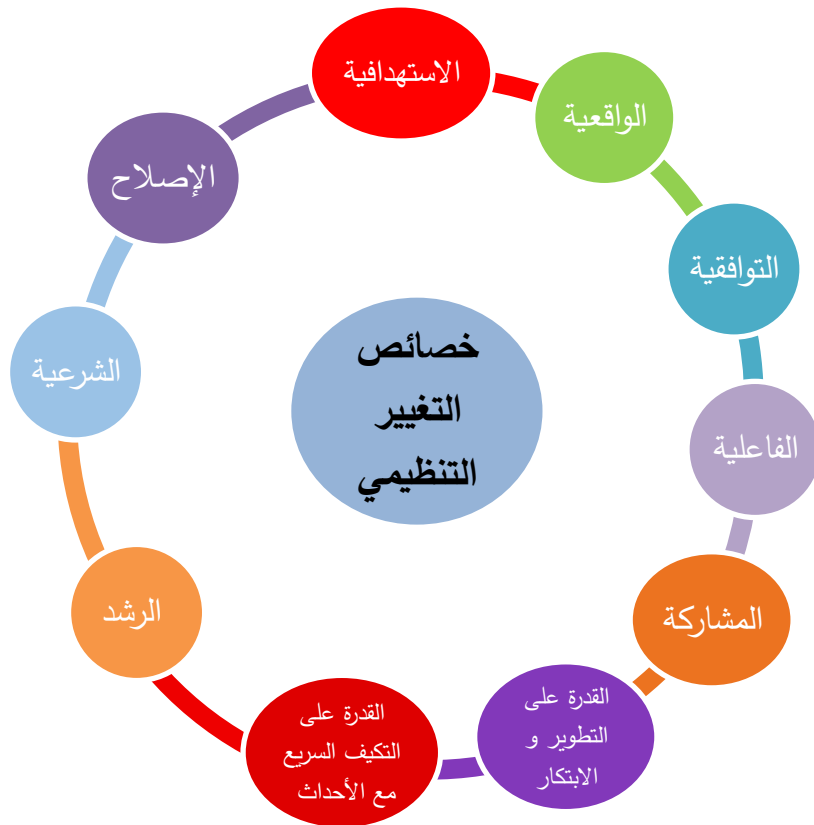 الاستهدافية
الواقعية
التوافقية
الفاعلية
المشاركة
القدرة على
التطوير و
الابتكار
القدرة على
التكيف السريع
مع الأحداث
الرشد
الشرعية
الإصلاح
خصائص
التغيير
التنظيمي